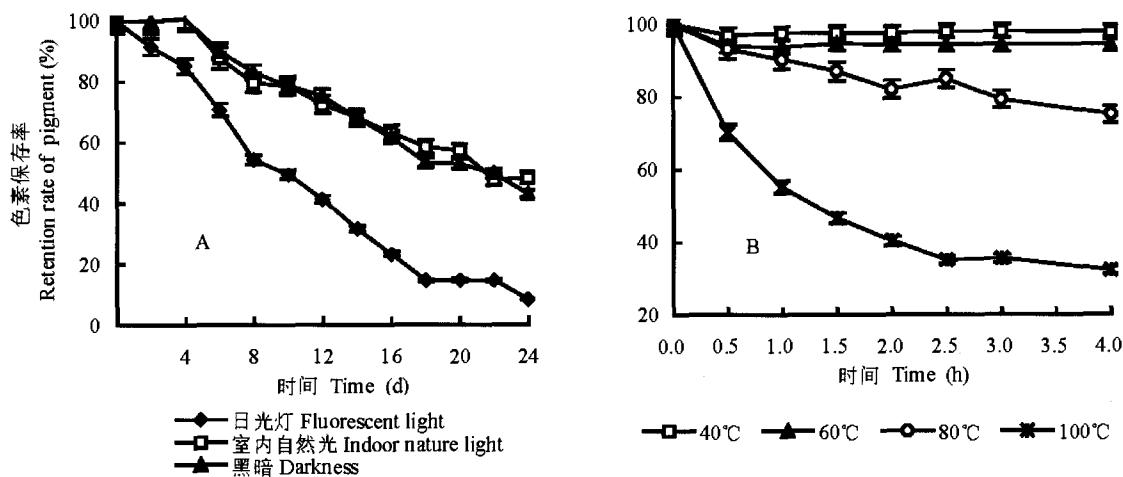 色素保存率
Retention rate of pigment (%)
100
80
60
40
20
0
A
4 8 12 16 20 24
时间 Time (d)
日光灯 Fluorescent light
室内自然光 Indoor nature light
黑暗 Darkness
100
80
60
40
20
B
0.0 0.5 1.0 1.5 2.0 2.5 3.0 3.5 4.0
时间 Time (h)
40℃ 60℃ 80℃ 100℃